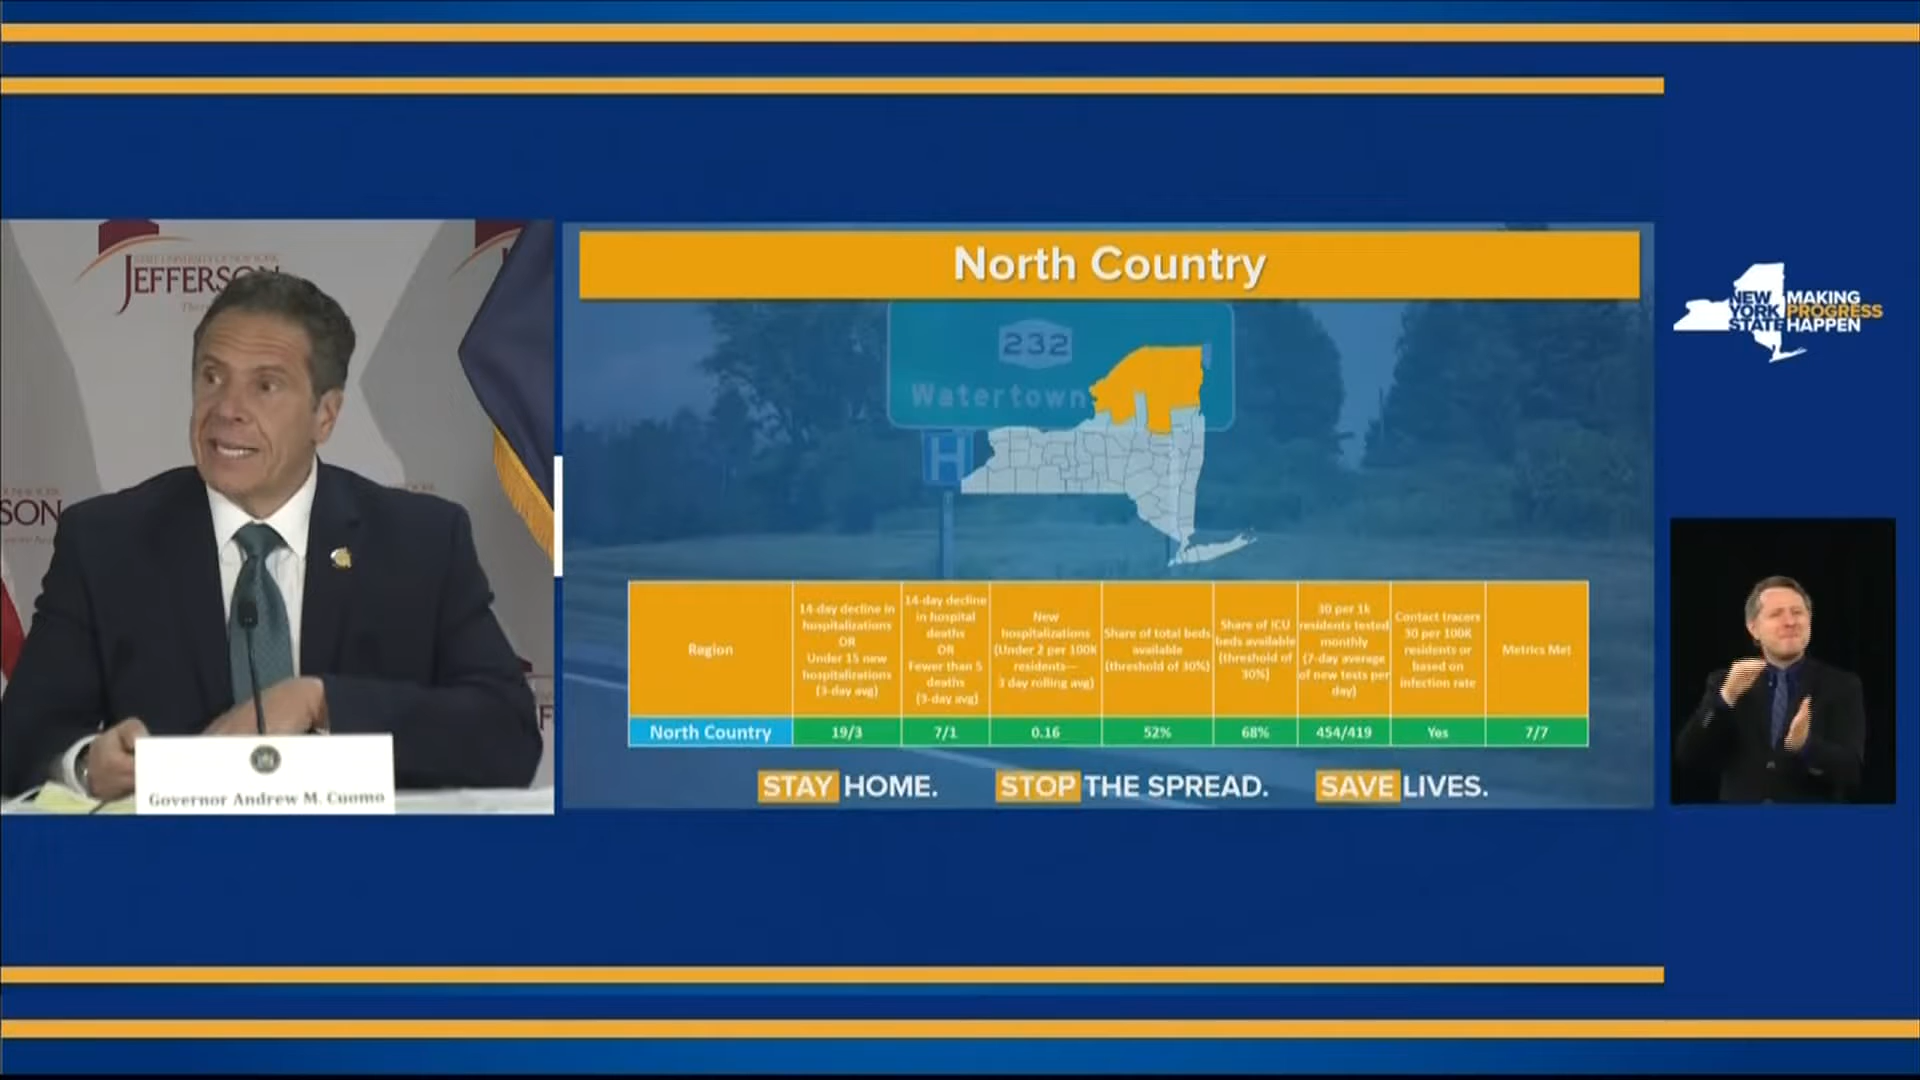 STATE UNIVERSITY OF NEW YORK
JEFFERSON
SON
North Country
232
Watertown
H
NEW
YORK
STATE
MAKING
PROGRESS
HAPPEN
Region
14-day decline in
hospitalizations
OR
Under 15 new
hospitalizations
(3-day avg)
14-day decline
in hospital
deaths
OR
Fewer than 5
deaths
(3-day avg)
New
hospitalizations
(Under 2 per 100K
residents—
3 day rolling avg)
Share of total beds
available
(threshold of 30%)
Share of ICU
beds available
(threshold of
30%)
30 per 1k
residents tested
monthly
(7-day average
of new tests per
day)
Contact tracers
30 per 100K
residents or
based on
infection rate
Metrics Met
North Country
19/3
7/1
0.16
52%
68%
454/419
Yes
7/7
STAY HOME. STOP THE SPREAD. SAVE LIVES.
Governor Andrew M. Cuomo